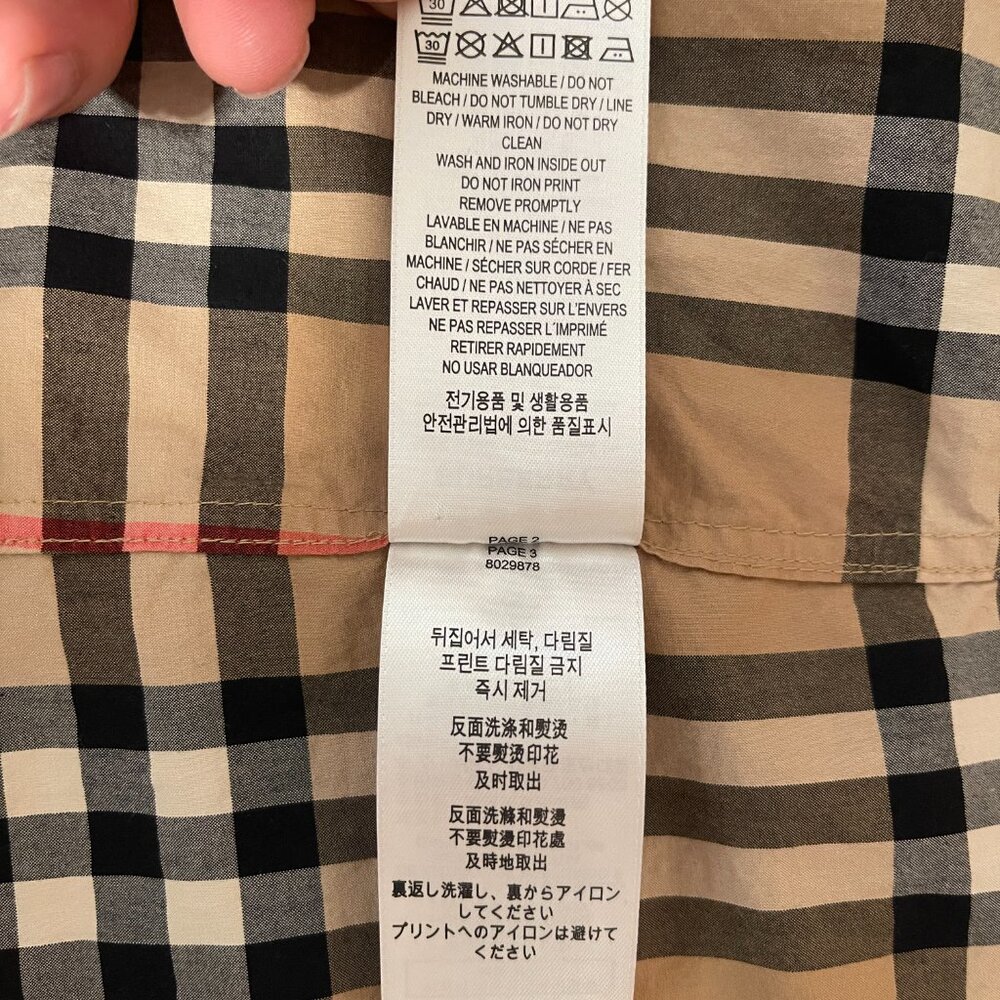 30
30
MACHINE WASHABLE / DO NOT
BLEACH / DO NOT TUMBLE DRY / LINE
DRY / WARM IRON / DO NOT DRY
CLEAN
WASH AND IRON INSIDE OUT
DO NOT IRON PRINT
REMOVE PROMPTLY
LAVABLE EN MACHINE / NE PAS
BLANCHIR / NE PAS SÉCHER EN
MACHINE / SÉCHER SUR CORDE / FER
CHAUD / NE PAS NETTOYER À SEC
LAVER ET REPASSER SUR L'ENVERS
NE PAS REPASSER L´IMPRIMÉ
RETIRER RAPIDEMENT
NO USAR BLANQUEADOR
전기용품 및 생활용품
안전관리법에 의한 품질표시
PAGE 2
PAGE 3
8029878
뒤집어서 세탁, 다림질
프린트 다림질 금지
즉시 제거
反面洗涤和熨烫
不要熨烫印花
及时取出
反面洗滌和熨燙
不要熨燙印花處
及時地取出
裏返し洗濯し、裏からアイロン
してください
プリントへのアイロンは避けて
ください